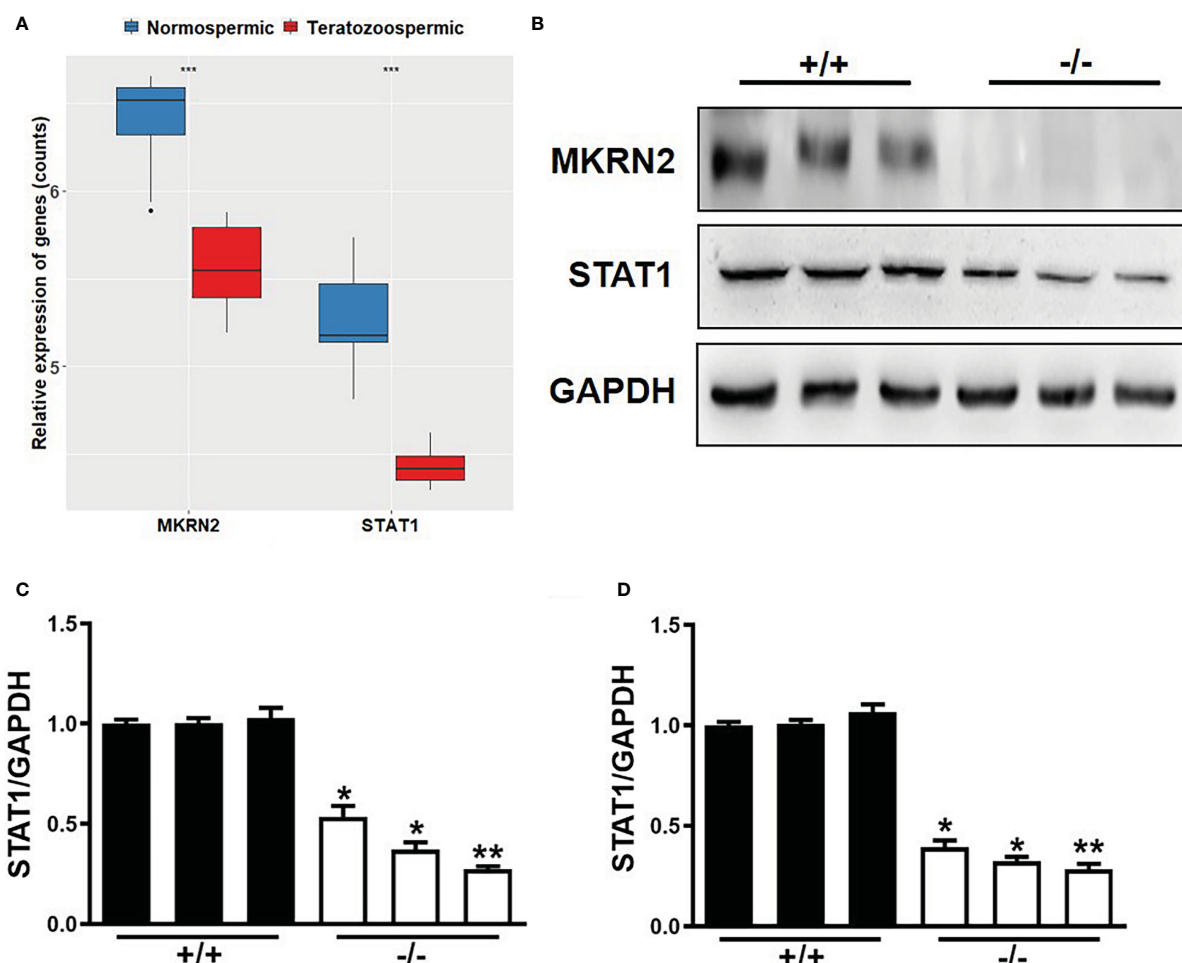 A
Normospermic Teratozoospermic
***
***
Relative expression of genes (counts)
6
5
MKRN2
STAT1
B
+/+
-/-
MKRN2
STAT1
GAPDH
C
STAT1/GAPDH
1.5
1.0
0.5
0.0
*
*
**
+/+
-/-
D
STAT1/GAPDH
1.5
1.0
0.5
0.0
*
*
**
+/+
-/-